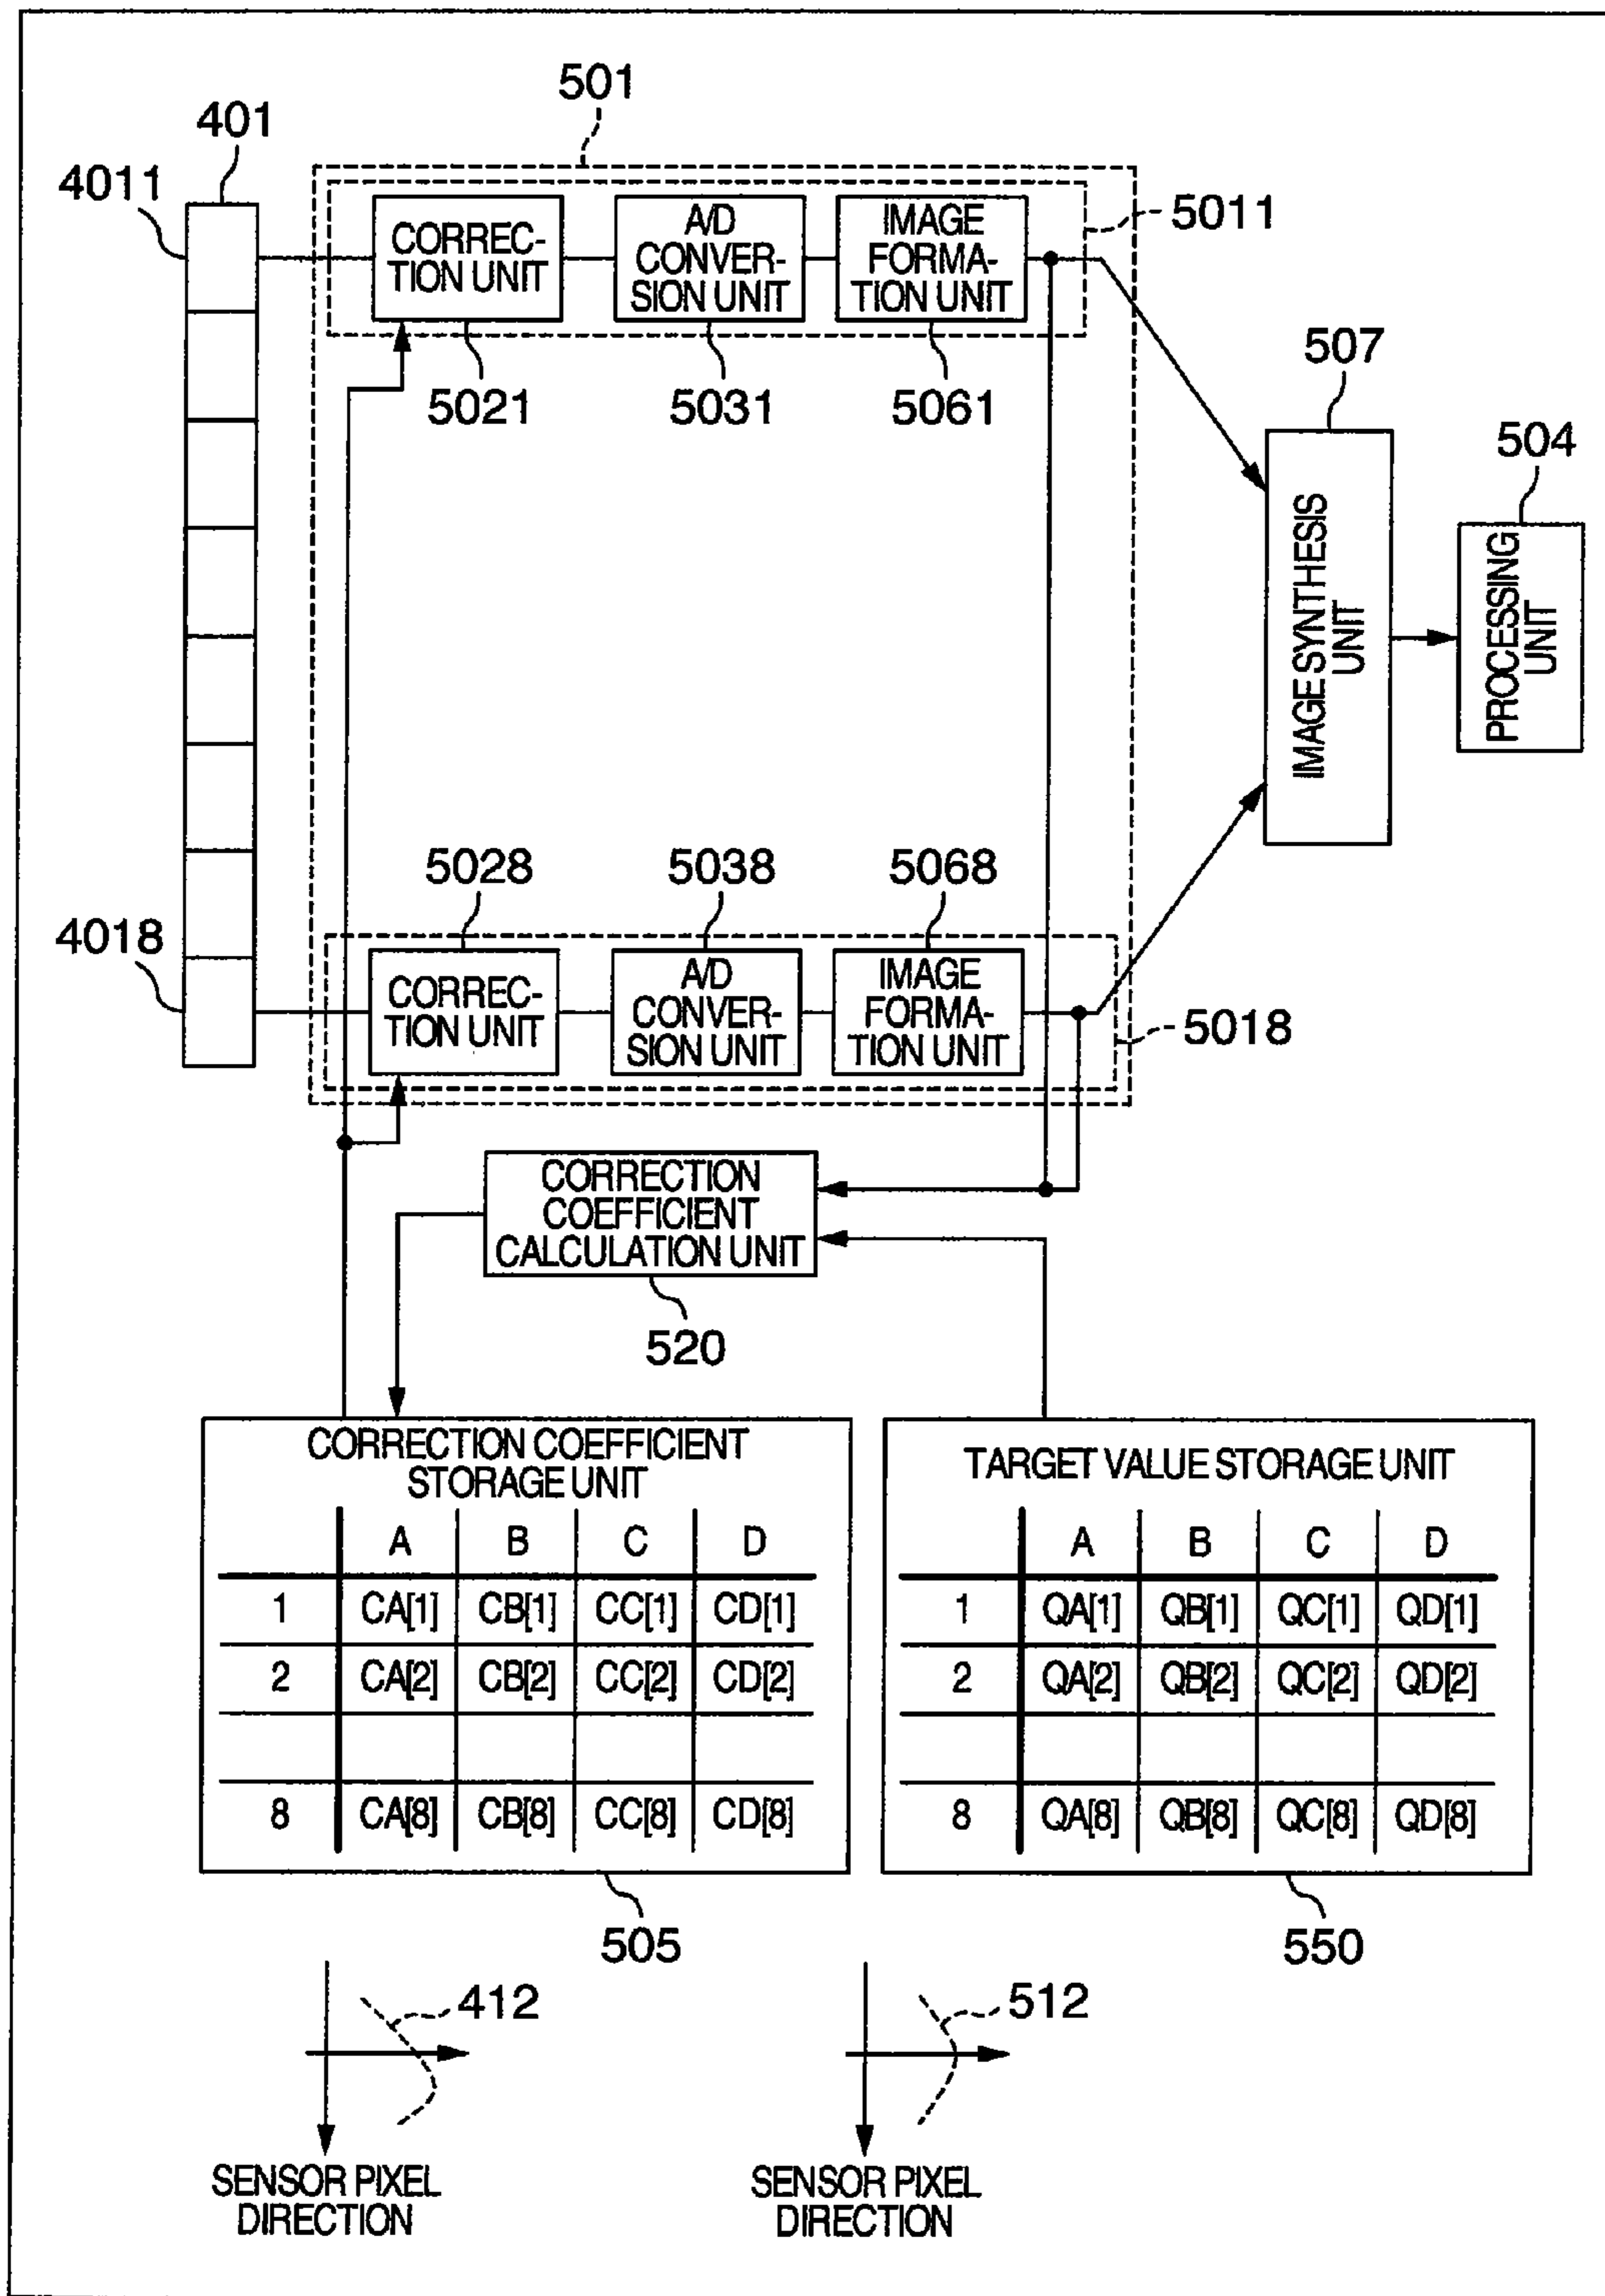 501
401
4011
5011
CORREC-
TION UNIT
A/D
CONVER-
SION UNIT
IMAGE
FORMA-
TION UNIT
5021
5031
5061
507
504
IMAGE SYNTHESIS
UNIT
PROCESSING
UNIT
5028
5038
5068
4018
CORREC-
TION UNIT
A/D
CONVER-
SION UNIT
IMAGE
FORMA-
TION UNIT
5018
CORRECTION
COEFFICIENT
CALCULATION UNIT
520
CORRECTION COEFFICIENT
STORAGE UNIT
A B C D
1 CA[1] CB[1] CC[1] CD[1]
2 CA[2] CB[2] CC[2] CD[2]
8 CA[8] CB[8] CC[8] CD[8]
505
TARGET VALUE STORAGE UNIT
A B C D
1 QA[1] QB[1] QC[1] QD[1]
2 QA[2] QB[2] QC[2] QD[2]
8 QA[8] QB[8] QC[8] QD[8]
550
412
SENSOR PIXEL
DIRECTION
512
SENSOR PIXEL
DIRECTION